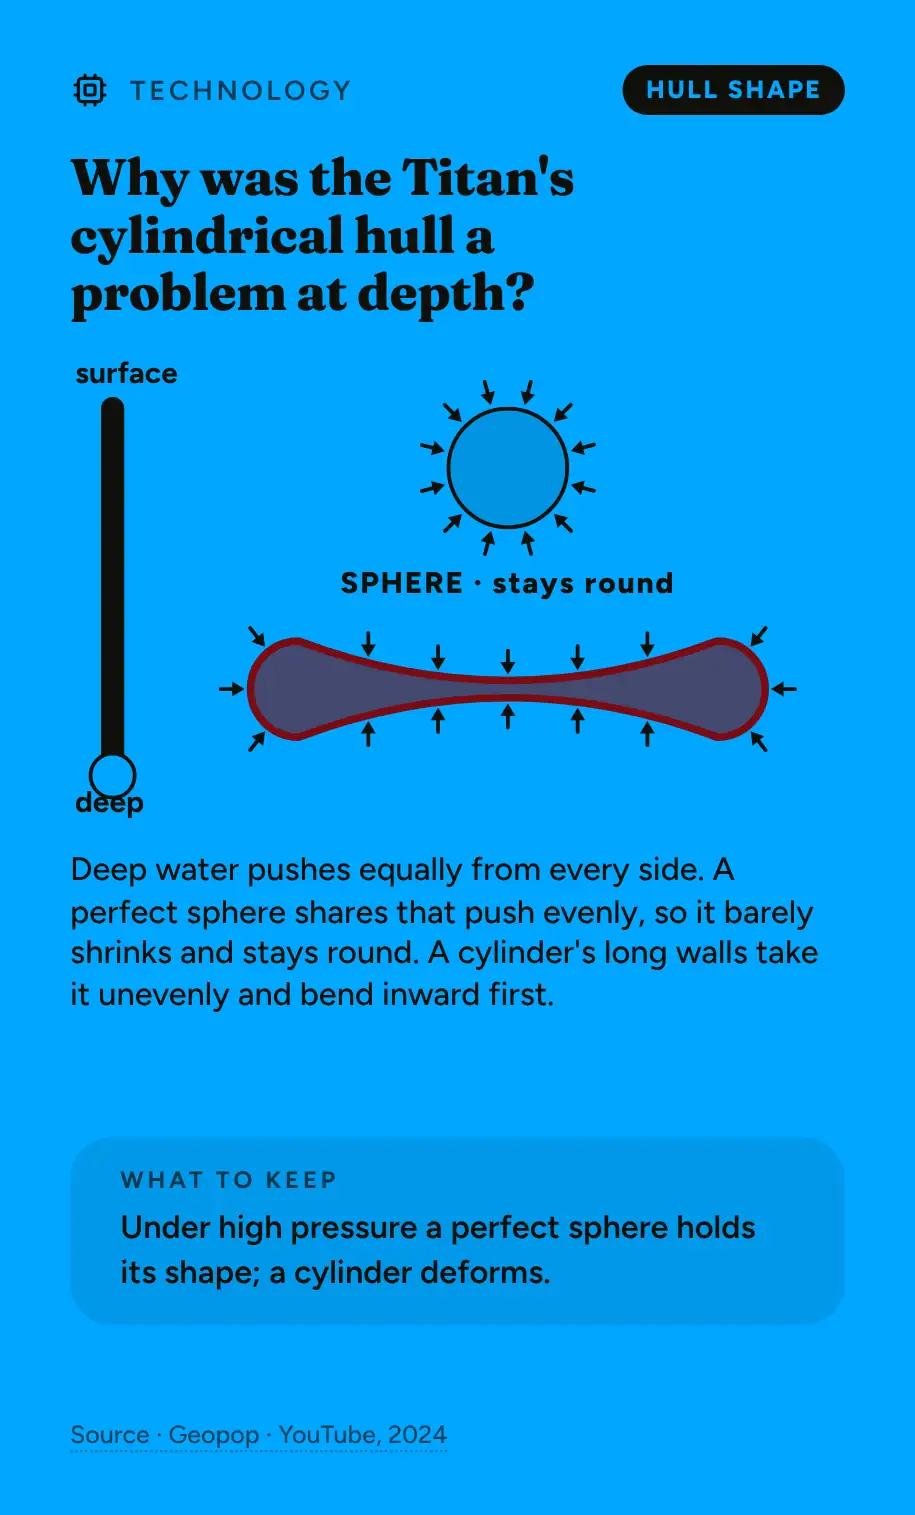 TECHNOLOGY
HULL SHAPE
Why was the Titan's
cylindrical hull a
problem at depth?
surface
SPHERE · stays round
deep
Deep water pushes equally from every side. A
perfect sphere shares that push evenly, so it barely
shrinks and stays round. A cylinder's long walls take
it unevenly and bend inward first.
WHAT TO KEEP
Under high pressure a perfect sphere holds
its shape; a cylinder deforms.
Source · Geopop · YouTube, 2024